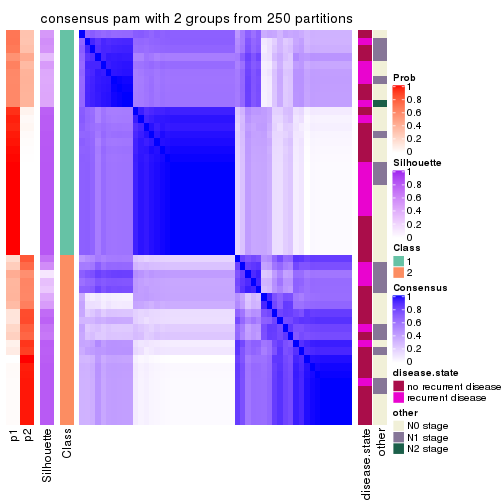 consensus pam with 2 groups from 250 partitions
Prob
1
0.8
0.6
0.4
0.2
0
Silhouette
1
0.8
0.6
0.4
0.2
0
Class
1
2
Consensus
1
0.8
0.6
0.4
0.2
0
disease.state
no recurrent disease
recurrent disease
other
N0 stage
N1 stage
N2 stage
p1
p2
Silhouette
Class
disease.state
other